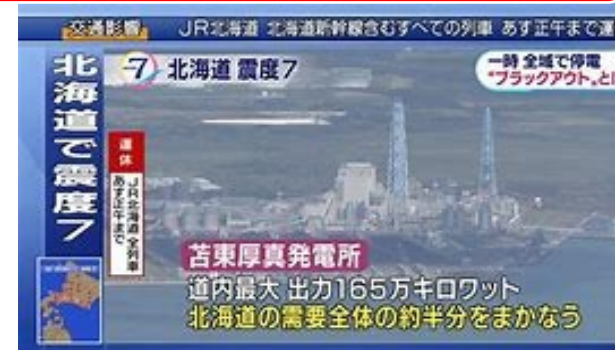 交通影響 JR北海道 北海道新幹線含むすべての列車 あす正午まで運
北海道で震度7
7 北海道 震度7
一時 全域で停電
"ブラックアウト"とは
運休
JR北海道 全列車
あす正午まで
苫東厚真発電所
道内最大 出力165万キロワット
北海道の需要全体の約半分をまかなう